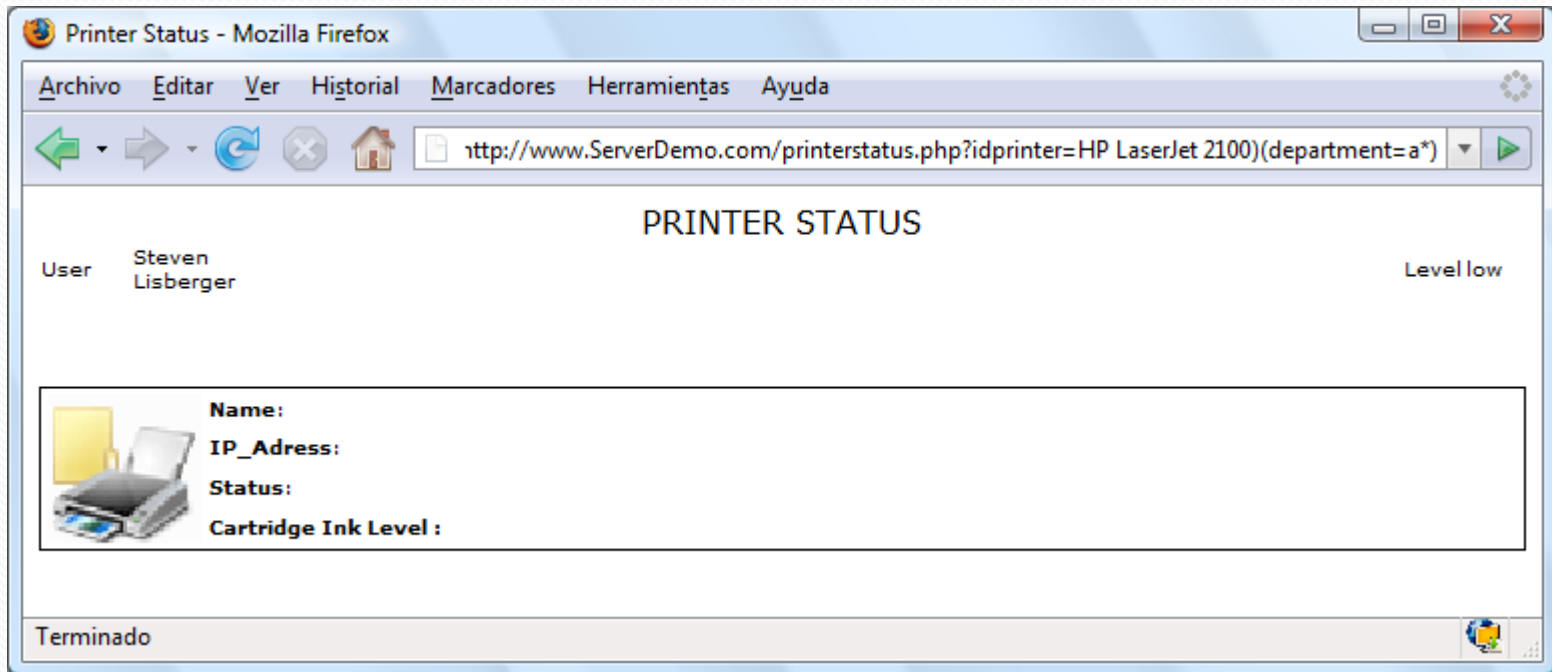 Printer Status - Mozilla Firefox
Archivo Editar Ver Historial Marcadores Herramientas Ayuda
http://www.ServerDemo.com/printerstatus.php?idprinter=HP LaserJet 2100)(department=a*)
PRINTER STATUS
User Steven Lisberger Level low
Name:
IP_Adress:
Status:
Cartridge Ink Level :
Terminado